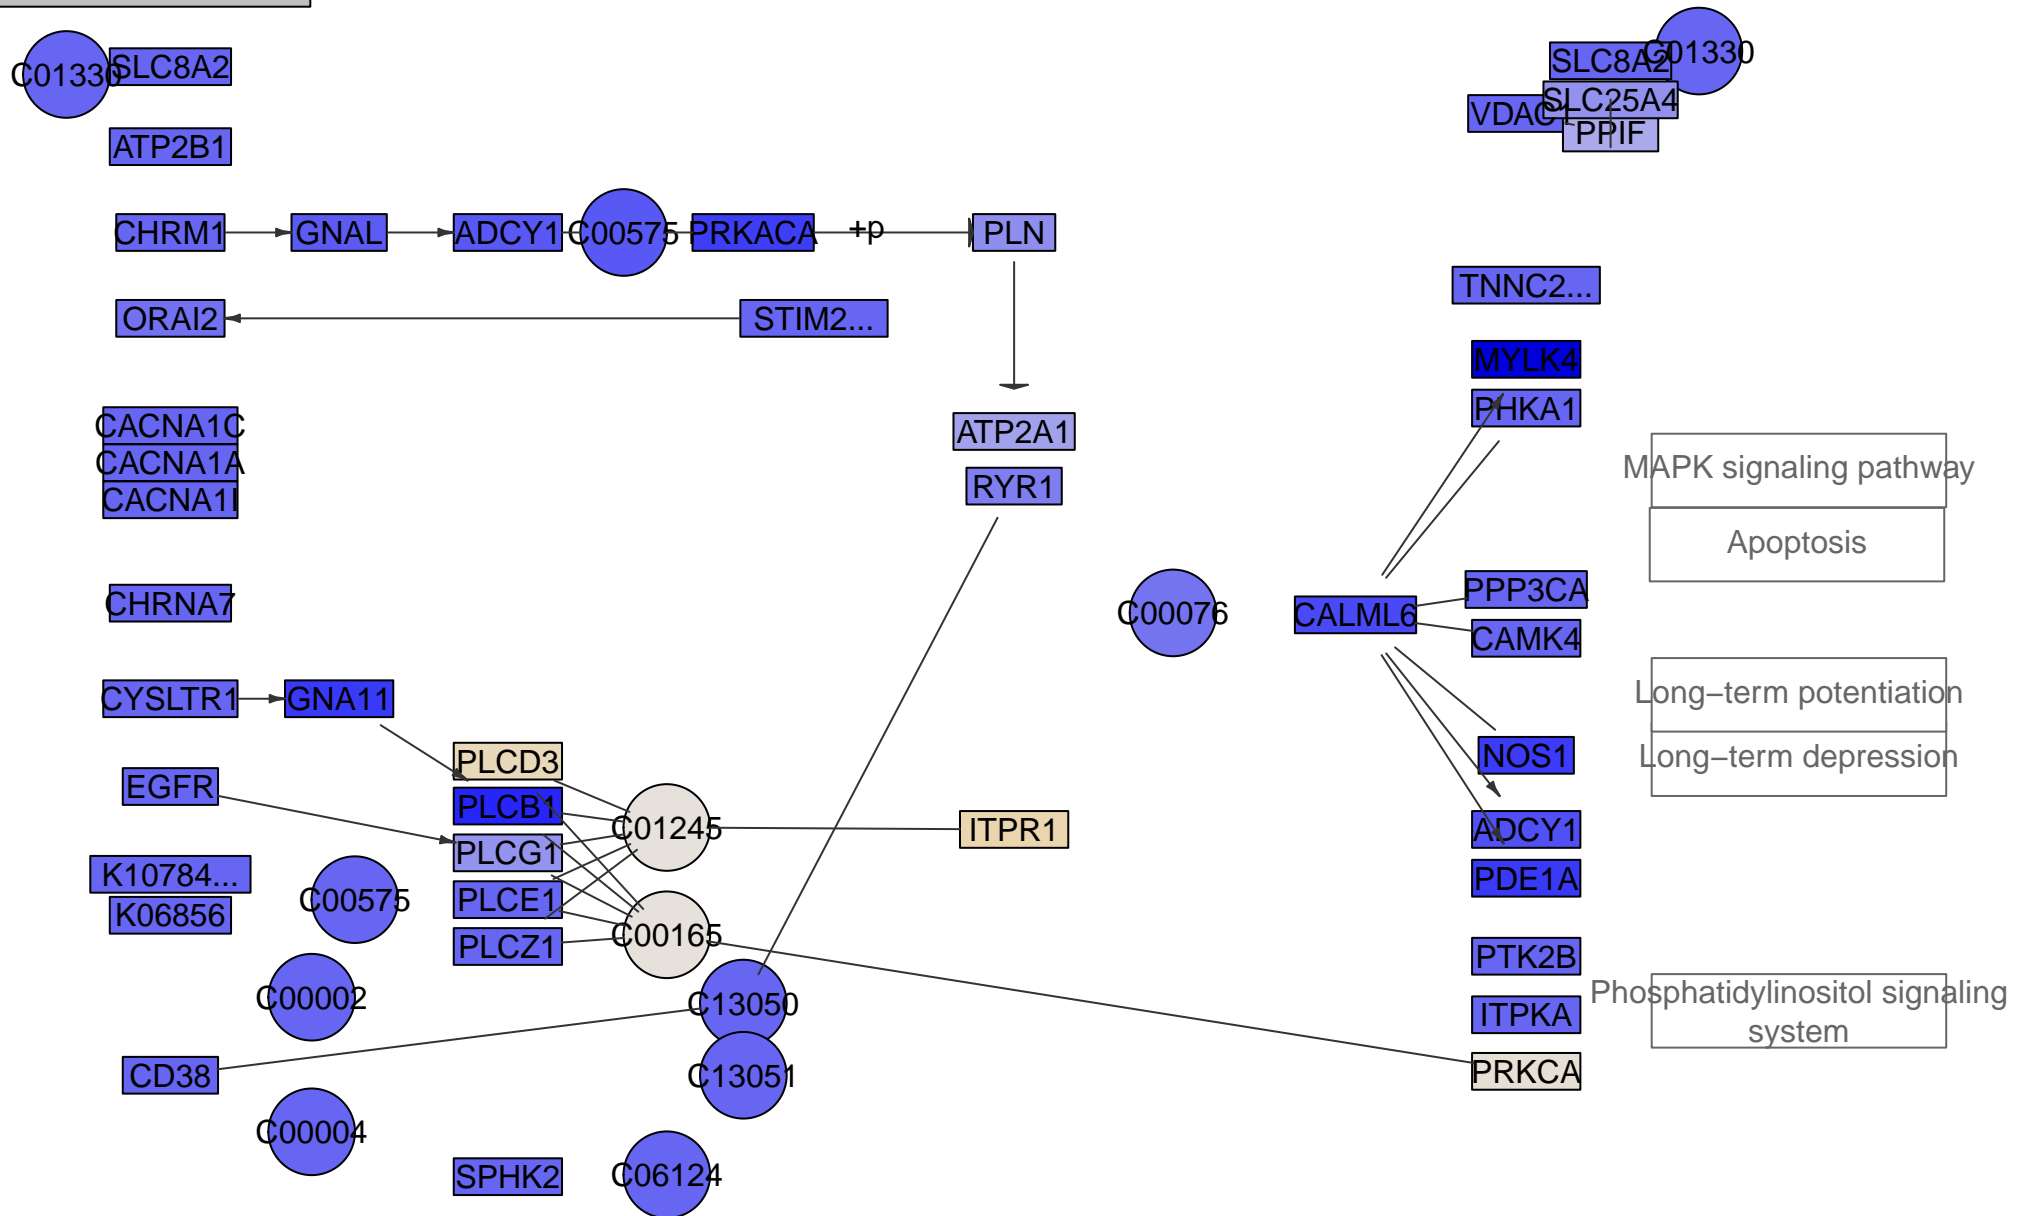 C01330
SLC8A2
SLC8A2
C01330
SLC25A4
VDAC1
PPIF
ATP2B1
CHRM1
GNAL
ADCY1
C00575
PRKACA
+p
PLN
TNNC2...
ORAI2
STIM2...
MYLK4
PHKA1
CACNA1C
CACNA1A
CACNA1I
ATP2A1
RYR1
MAPK signaling pathway
Apoptosis
CHRNA7
C00076
CALML6
PPP3CA
CAMK4
CYSLTR1
GNA11
Long−term potentiation
Long−term depression
NOS1
PLCD3
EGFR
PLCB1
C01245
ITPR1
ADCY1
PLCG1
K10784...
PDE1A
C00575
PLCE1
K06856
C00165
PLCZ1
PTK2B
C00002
C13050
ITPKA
Phosphatidylinositol signaling
system
CD38
C13051
PRKCA
C00004
SPHK2
C06124